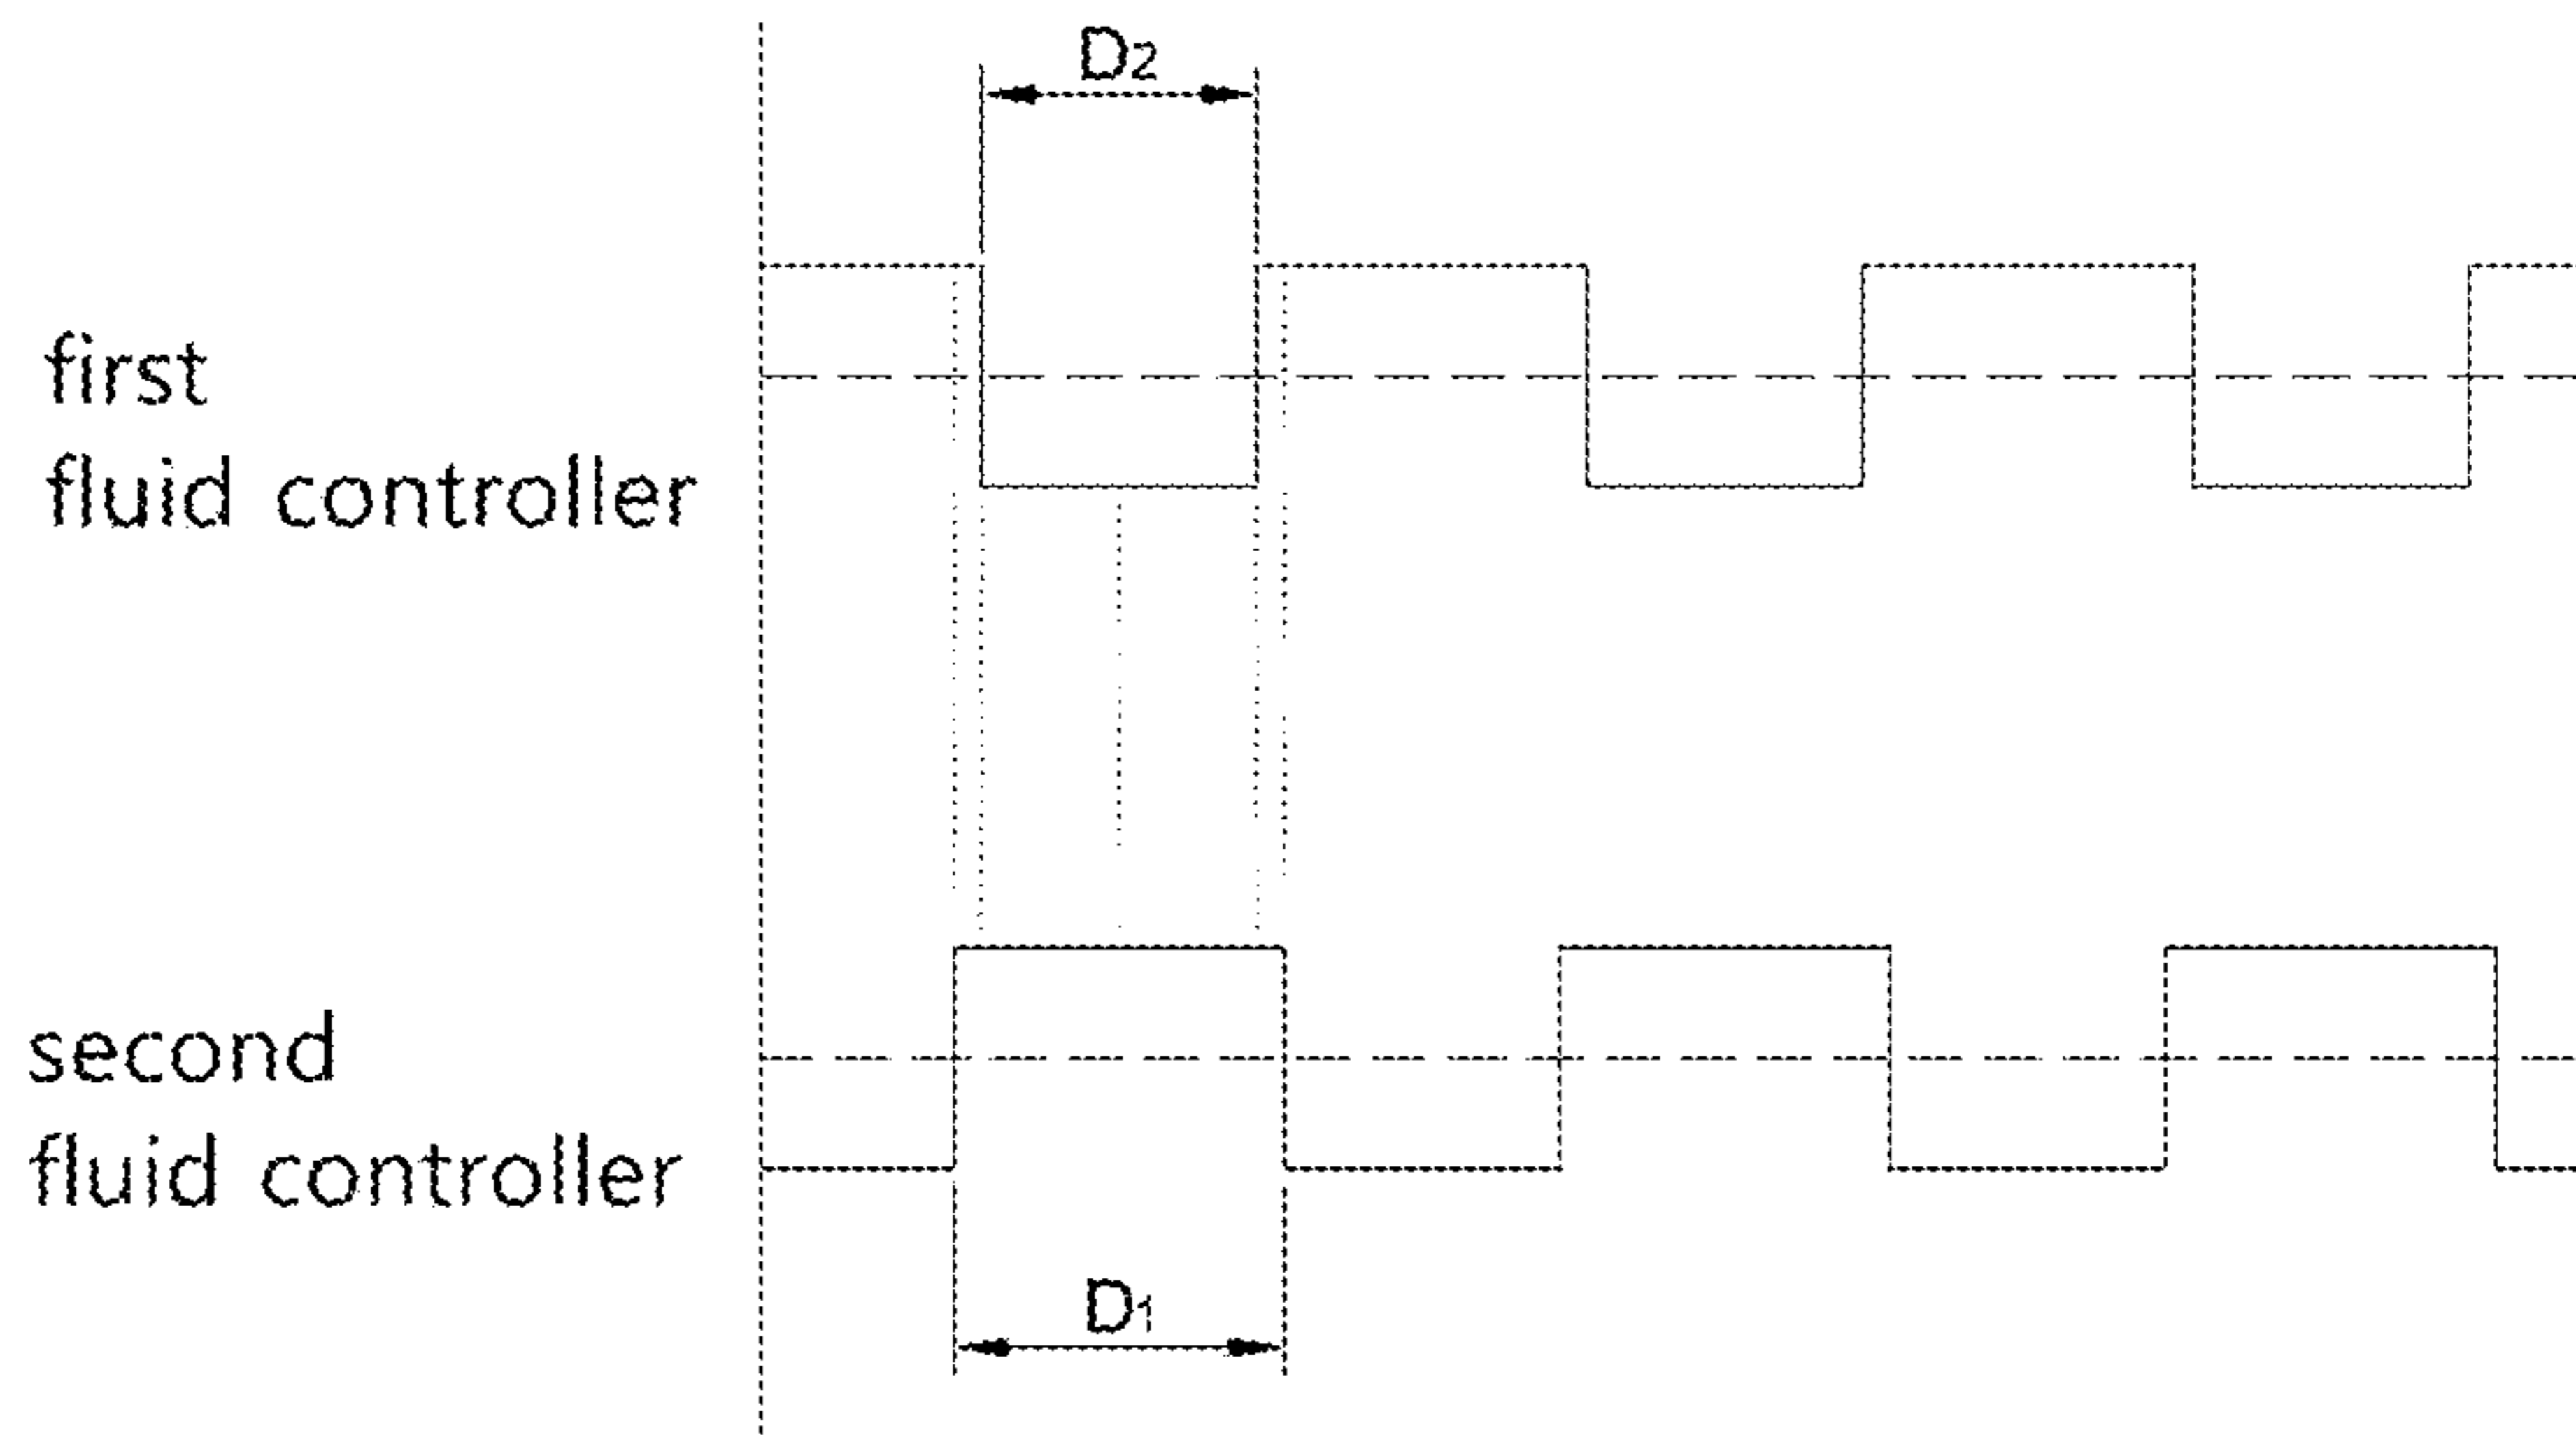 D2
first
fluid controller
second
fluid controller
D1